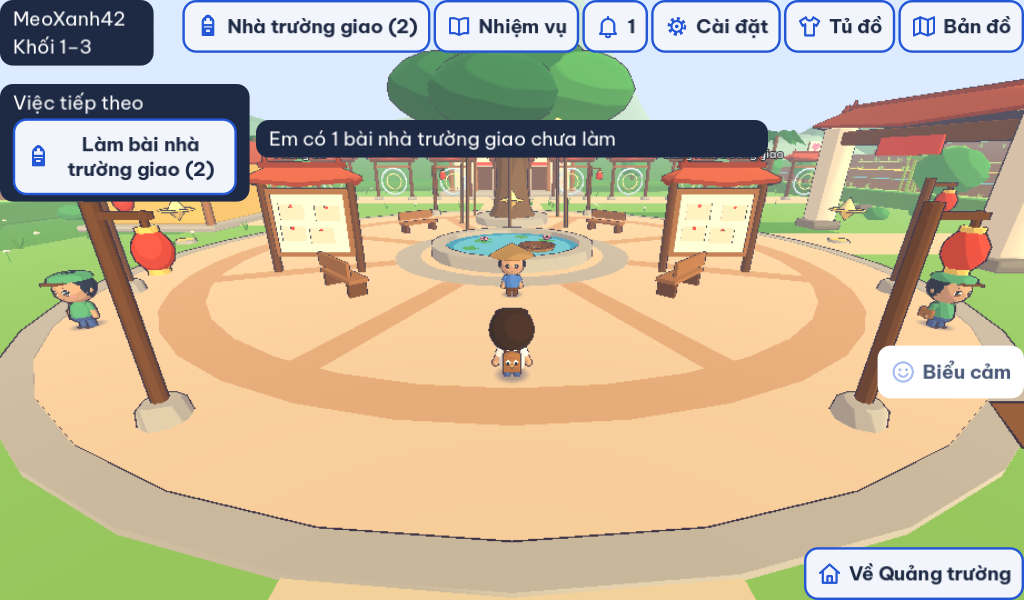 MeoXanh42
Khối 1–3
Nhà trường giao (2)
Nhiệm vụ
1
Cài đặt
Tủ đồ
Bản đồ
Việc tiếp theo
Làm bài nhà
trường giao (2)
Em có 1 bài nhà trường giao chưa làm
Biểu cảm
Về Quảng trường